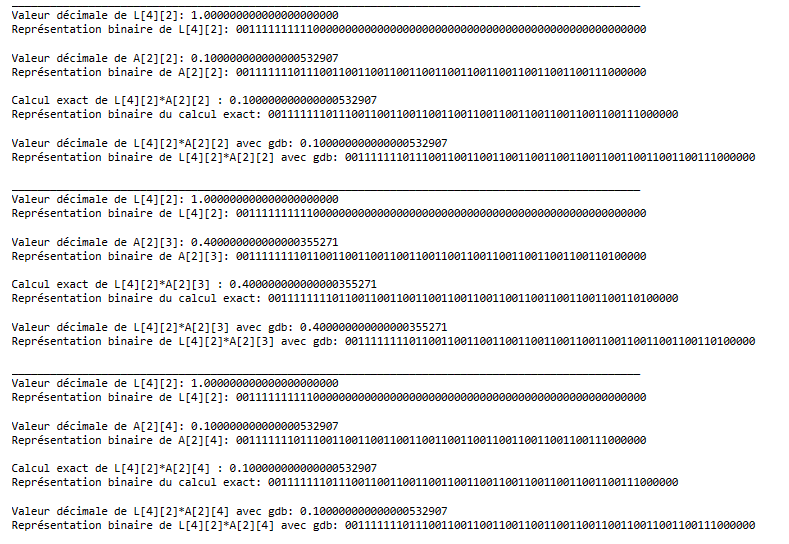 Valeur décimale de L[4][2]: 1.000000000000000000000
Représentation binaire de L[4][2]: 0011111111110000000000000000000000000000000000000000000000000000
Valeur décimale de A[2][2]: 0.100000000000000532907
Représentation binaire de A[2][2]: 0011111110111001100110011001100110011001100110011001100111000000
Calcul exact de L[4][2]*A[2][2] : 0.100000000000000532907
Représentation binaire du calcul exact: 0011111110111001100110011001100110011001100110011001100111000000
Valeur décimale de L[4][2]*A[2][2] avec gdb: 0.100000000000000532907
Représentation binaire de L[4][2]*A[2][2] avec gdb: 0011111110111001100110011001100110011001100110011001100111000000
Valeur décimale de L[4][2]: 1.000000000000000000000
Représentation binaire de L[4][2]: 0011111111110000000000000000000000000000000000000000000000000000
Valeur décimale de A[2][3]: 0.400000000000000355271
Représentation binaire de A[2][3]: 0011111111011001100110011001100110011001100110011001100110100000
Calcul exact de L[4][2]*A[2][3] : 0.400000000000000355271
Représentation binaire du calcul exact: 0011111111011001100110011001100110011001100110011001100110100000
Valeur décimale de L[4][2]*A[2][3] avec gdb: 0.400000000000000355271
Représentation binaire de L[4][2]*A[2][3] avec gdb: 0011111111011001100110011001100110011001100110011001100110100000
Valeur décimale de L[4][2]: 1.000000000000000000000
Représentation binaire de L[4][2]: 0011111111110000000000000000000000000000000000000000000000000000
Valeur décimale de A[2][4]: 0.100000000000000532907
Représentation binaire de A[2][4]: 0011111110111001100110011001100110011001100110011001100111000000
Calcul exact de L[4][2]*A[2][4] : 0.100000000000000532907
Représentation binaire du calcul exact: 0011111110111001100110011001100110011001100110011001100111000000
Valeur décimale de L[4][2]*A[2][4] avec gdb: 0.100000000000000532907
Représentation binaire de L[4][2]*A[2][4] avec gdb: 0011111110111001100110011001100110011001100110011001100111000000